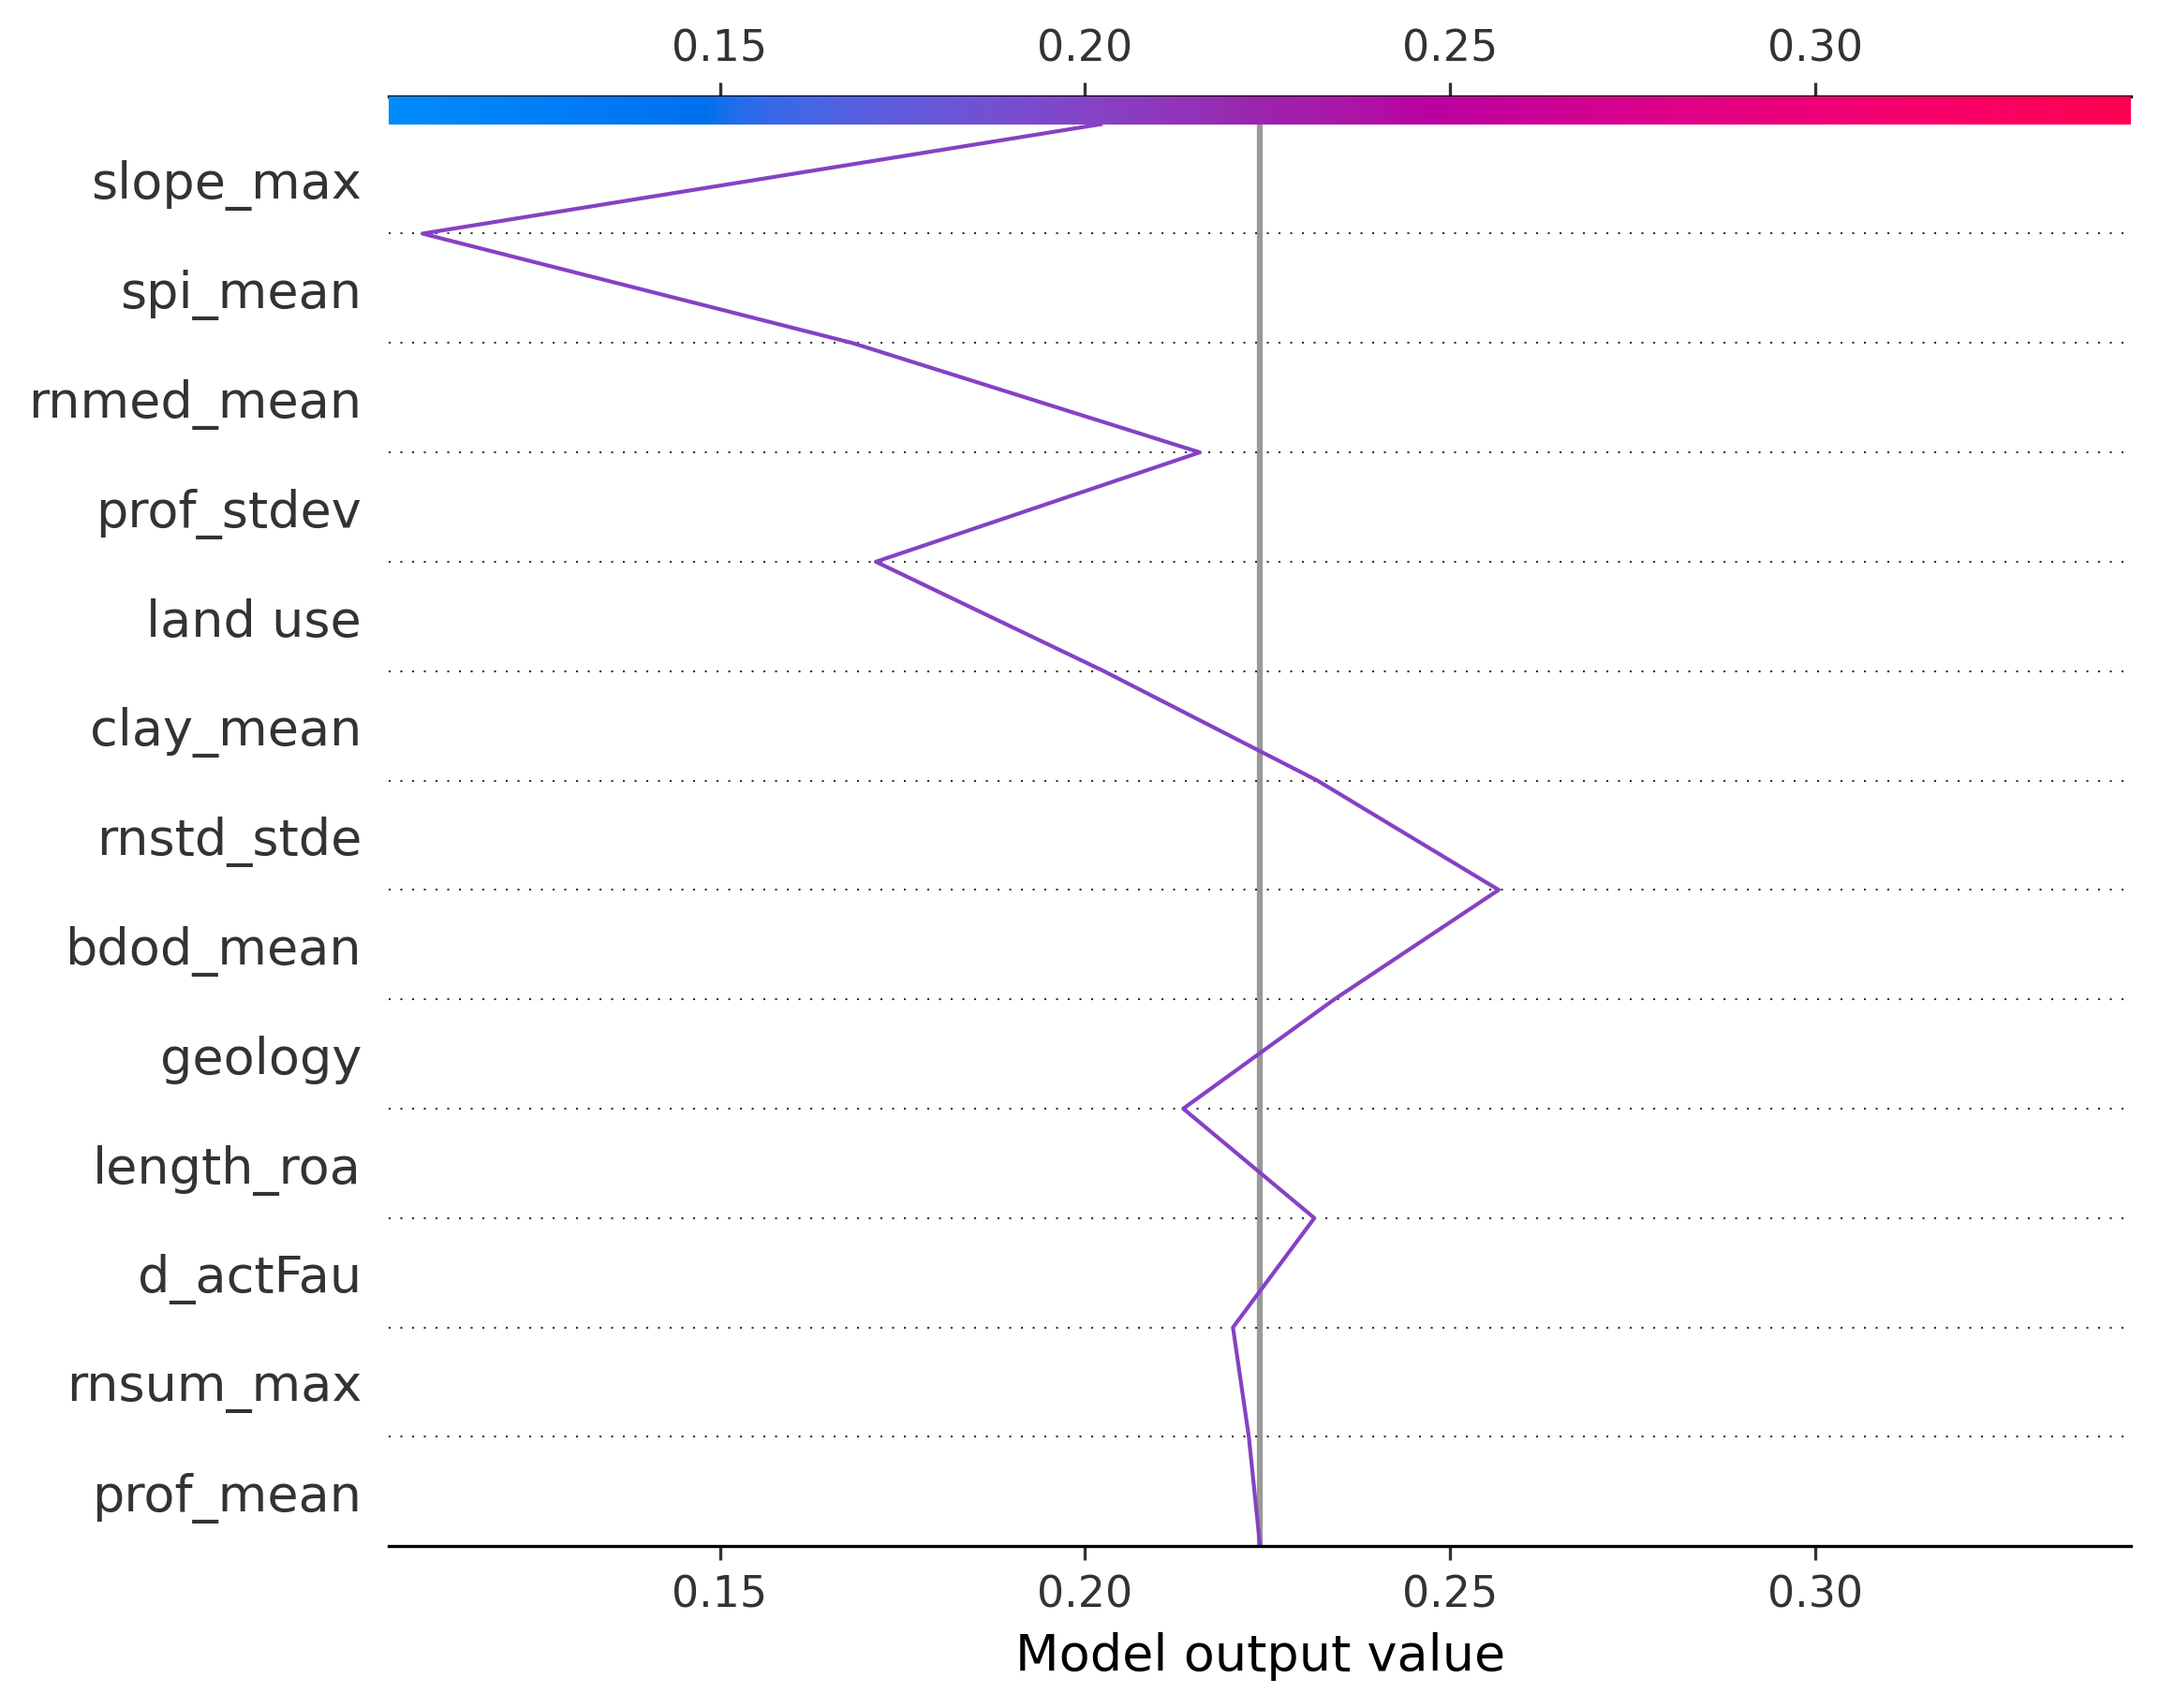 0.15 0.20 0.25 0.30
slope_max
spi_mean
rnmed_mean
prof_stdev
land use
clay_mean
rnstd_stde
bdod_mean
geology
length_roa
d_actFau
rnsum_max
prof_mean
0.15 0.20 0.25 0.30
Model output value